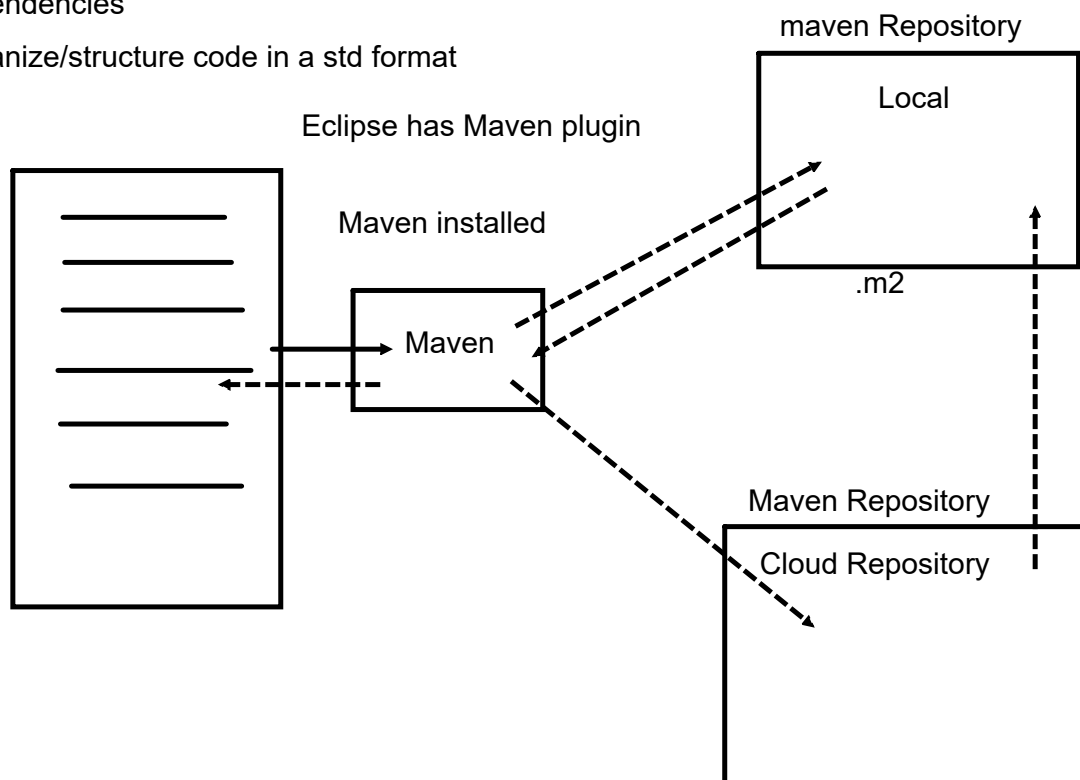 endencies
maven Repository
anize/structure code in a std format
Local
Eclipse has Maven plugin
Maven installed
.m2
Maven
Maven Repository
Cloud Repository